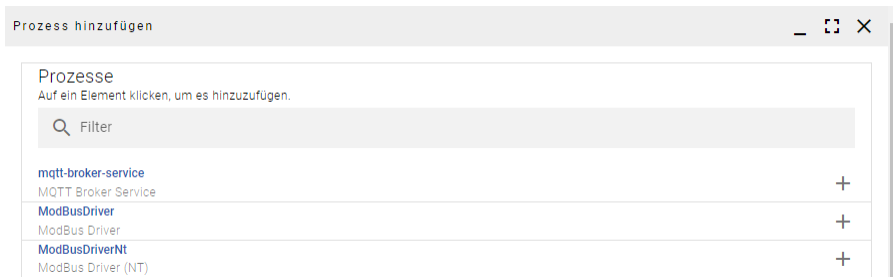 Prozess hinzufügen
Prozesse
Auf ein Element klicken, um es hinzuzufügen.
Filter
mqtt-broker-service
MQTT Broker Service
ModBusDriver
ModBus Driver
ModBusDriverNt
ModBus Driver (NT)